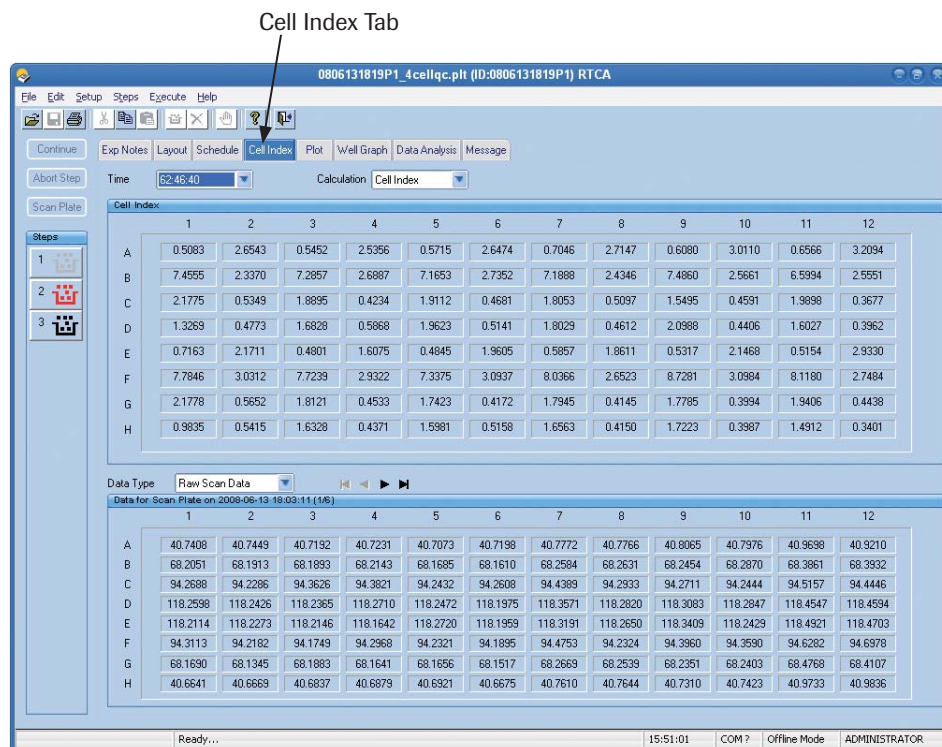 Cell Index Tab
0806131819P1_4cellqc.plt (ID:0806131819P1) RTCA
File Edit Setup Steps Execute Help
Continue Exp Notes Layout Schedule Cell Index Plot Well Graph Data Analysis Message
Abort Step Time 62:46:40 Calculation Cell Index
Scan Plate Cell Index
1 2 3 4 5 6 7 8 9 10 11 12
Steps
A 0.5083 2.6543 0.5452 2.5356 0.5715 2.6474 0.7046 2.7147 0.6080 3.0110 0.6566 3.2094
1
B 7.4555 2.3370 7.2857 2.6887 7.1653 2.7352 7.1888 2.4346 7.4860 2.5661 6.5994 2.5551
2
C 2.1775 0.5349 1.8895 0.4234 1.9112 0.4681 1.8053 0.5097 1.5495 0.4591 1.9898 0.3677
3
D 1.3269 0.4773 1.6828 0.5868 1.9623 0.5141 1.8029 0.4612 2.0988 0.4406 1.6027 0.3962
E 0.7163 2.1711 0.4801 1.6075 0.4845 1.9605 0.5857 1.8611 0.5317 2.1468 0.5154 2.9330
F 7.7846 3.0312 7.7239 2.9322 7.3375 3.0937 8.0366 2.6523 8.7281 3.0984 8.1180 2.7484
G 2.1778 0.5652 1.8121 0.4533 1.7423 0.4172 1.7945 0.4145 1.7785 0.3994 1.9406 0.4438
H 0.9835 0.5415 1.6328 0.4371 1.5981 0.5158 1.6563 0.4150 1.7223 0.3987 1.4912 0.3401
Data Type Raw Scan Data
Data for Scan Plate on 2008-06-13 18:03:11 (1/6)
1 2 3 4 5 6 7 8 9 10 11 12
A 40.7408 40.7449 40.7192 40.7231 40.7073 40.7198 40.7772 40.7766 40.8065 40.7976 40.9698 40.9210
B 68.2051 68.1913 68.1893 68.2143 68.1685 68.1610 68.2584 68.2631 68.2454 68.2870 68.3861 68.3932
C 94.2688 94.2286 94.3626 94.3821 94.2432 94.2608 94.4389 94.2933 94.2711 94.2444 94.5157 94.4446
D 118.2598 118.2426 118.2365 118.2710 118.2472 118.1975 118.3571 118.2820 118.3083 118.2847 118.4547 118.4594
E 118.2114 118.2273 118.2146 118.1642 118.2720 118.1959 118.3191 118.2650 118.3409 118.2429 118.4921 118.4703
F 94.3113 94.2182 94.1749 94.2968 94.2321 94.1895 94.4753 94.2324 94.3960 94.3590 94.6282 94.6978
G 68.1690 68.1345 68.1883 68.1641 68.1656 68.1517 68.2669 68.2539 68.2351 68.2403 68.4768 68.4107
H 40.6641 40.6669 40.6837 40.6879 40.6921 40.6675 40.7610 40.7644 40.7310 40.7423 40.9733 40.9836
Ready... 15:51:01 COM ? Offline Mode ADMINISTRATOR